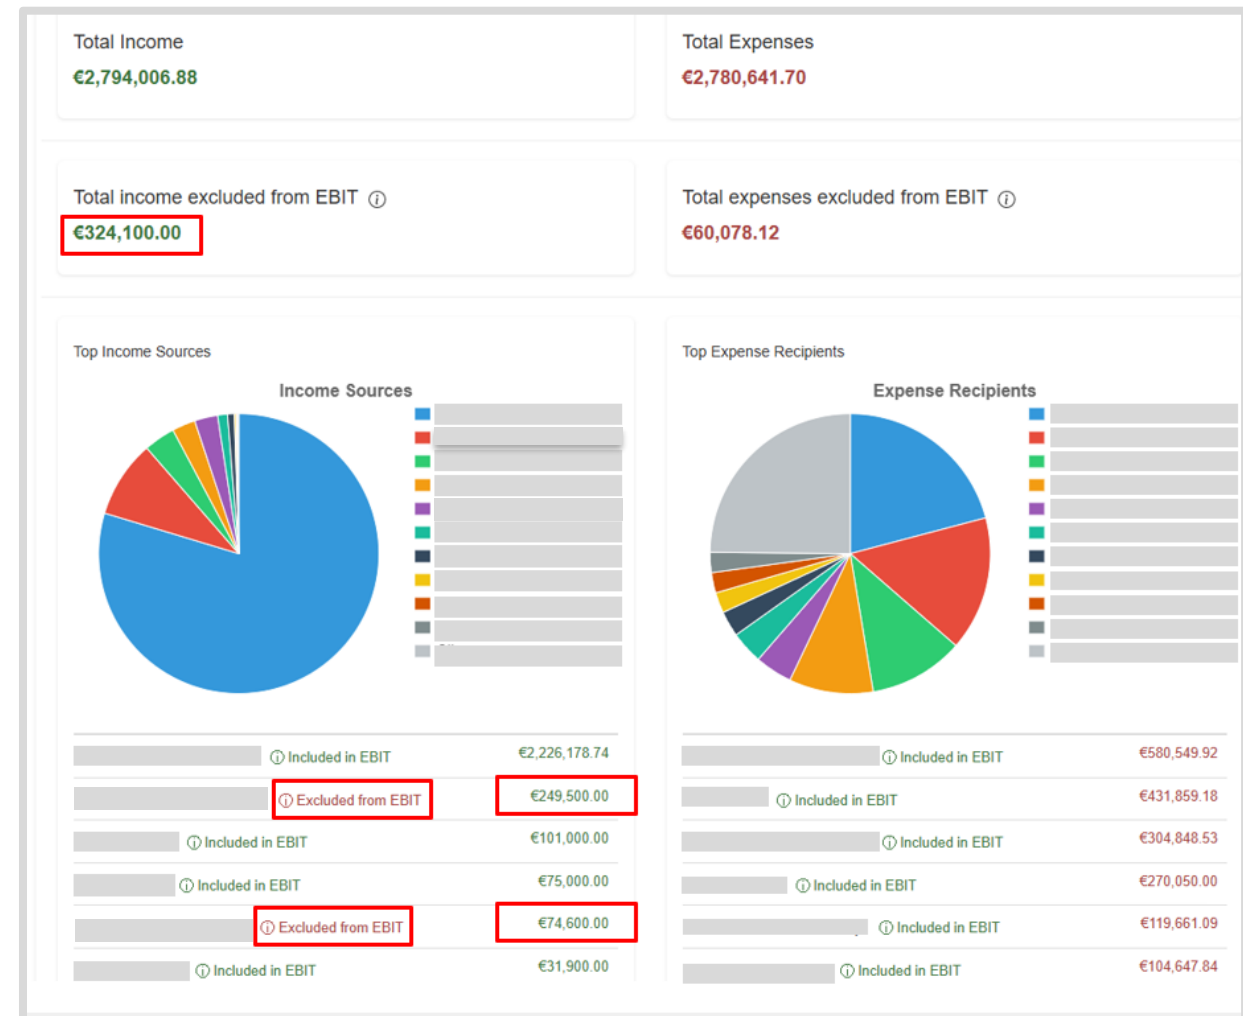 Total Income
€2,794,006.88
Total Expenses
€2,780,641.70
Total income excluded from EBIT
€324,100.00
Total expenses excluded from EBIT
€60,078.12
Top Income Sources
Income Sources
Included in EBIT €2,226,178.74
Excluded from EBIT €249,500.00
Included in EBIT €101,000.00
Included in EBIT €75,000.00
Excluded from EBIT €74,600.00
Included in EBIT €31,900.00
Top Expense Recipients
Expense Recipients
Included in EBIT €580,549.92
Included in EBIT €431,859.18
Included in EBIT €304,848.53
Included in EBIT €270,050.00
Included in EBIT €119,661.09
Included in EBIT €104,647.84